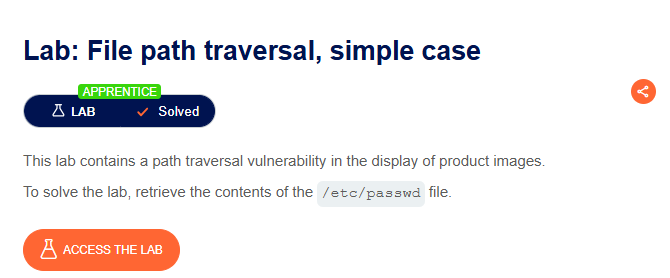 Lab: File path traversal, simple case
APPRENTICE
LAB Solved
This lab contains a path traversal vulnerability in the display of product images.
To solve the lab, retrieve the contents of the /etc/passwd file.
ACCESS THE LAB